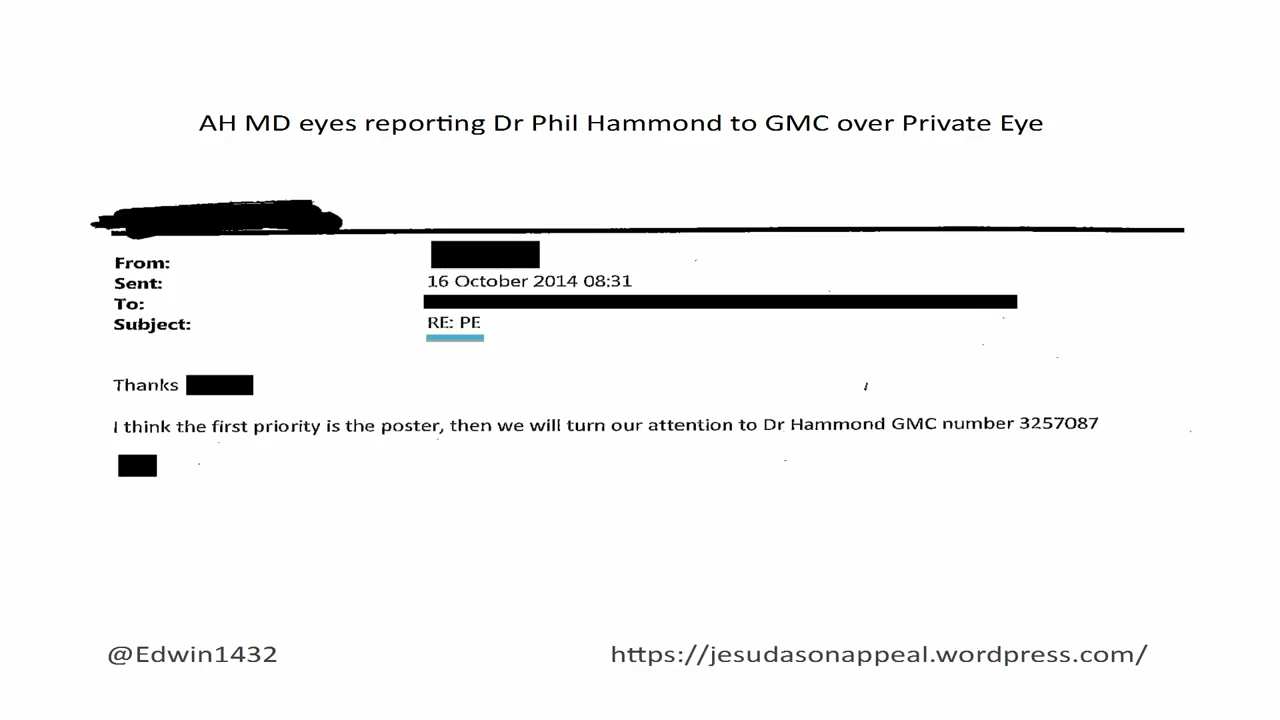 AH MD eyes reporting Dr Phil Hammond to GMC over Private Eye
From:
Sent: 16 October 2014 08:31
To:
Subject: RE: PE
Thanks
I think the first priority is the poster, then we will turn our attention to Dr Hammond GMC number 3257087
@Edwin1432 https://jesudasonappeal.wordpress.com/